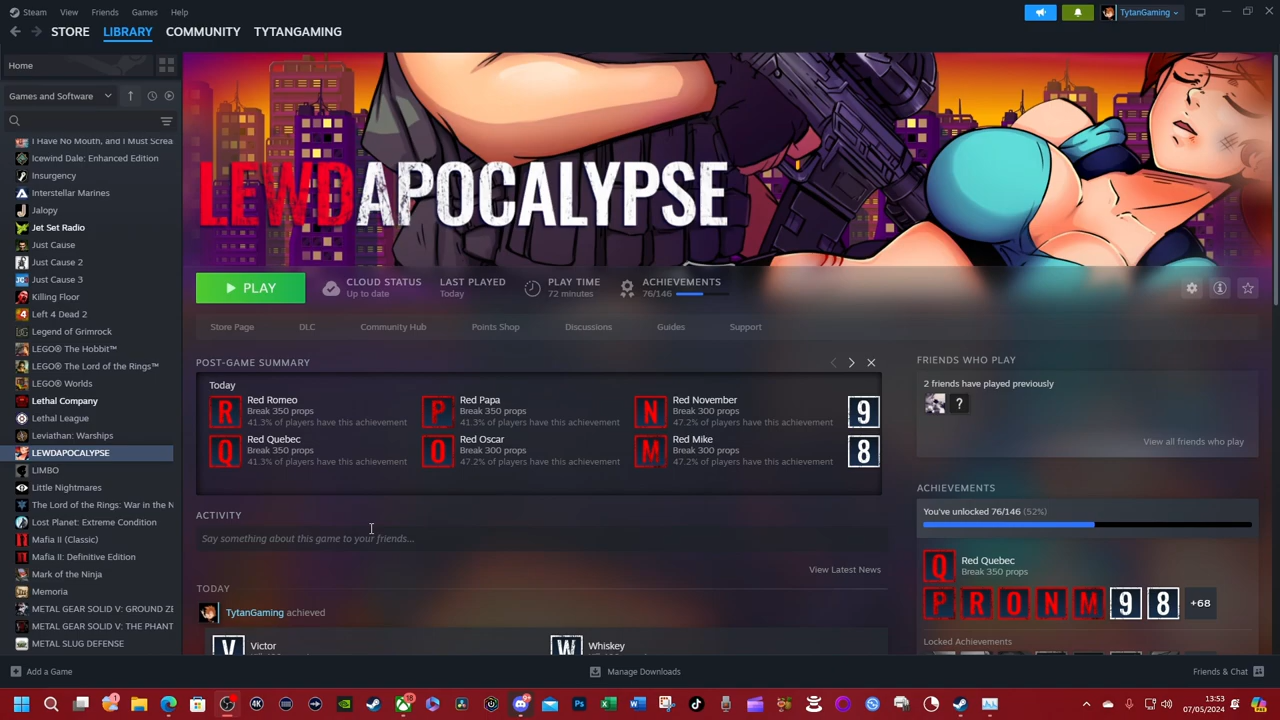 Steam View Friends Games Help
TytanGaming
STORE LIBRARY COMMUNITY TYTANGAMING
Home
Games and Software
I Have No Mouth, and I Must Screa
Icewind Dale: Enhanced Edition
Insurgency
Interstellar Marines
Jalopy
Jet Set Radio
Just Cause
Just Cause 2
Just Cause 3
Killing Floor
Left 4 Dead 2
Legend of Grimrock
LEGO® The Hobbit™
LEGO® The Lord of the Rings™
LEGO® Worlds
Lethal Company
Lethal League
Leviathan: Warships
LEWDAPOCALYPSE
LIMBO
Little Nightmares
The Lord of the Rings: War in the N
Lost Planet: Extreme Condition
Mafia II (Classic)
Mafia II: Definitive Edition
Mark of the Ninja
Memoria
METAL GEAR SOLID V: GROUND ZE
METAL GEAR SOLID V: THE PHANT
METAL SLUG DEFENSE
LEWDAPOCALYPSE
PLAY
CLOUD STATUS
Up to date
LAST PLAYED
Today
PLAY TIME
72 minutes
ACHIEVEMENTS
76/146
Store Page DLC Community Hub Points Shop Discussions Guides Support
POST-GAME SUMMARY
Today
R Red Romeo
Break 350 props
41.3% of players have this achievement
P Red Papa
Break 350 props
41.3% of players have this achievement
N Red November
Break 300 props
47.2% of players have this achievement
9
Q Red Quebec
Break 350 props
41.3% of players have this achievement
O Red Oscar
Break 300 props
47.2% of players have this achievement
M Red Mike
Break 300 props
47.2% of players have this achievement
8
ACTIVITY
Say something about this game to your friends...
View Latest News
TODAY
TytanGaming achieved
V Victor
W Whiskey
FRIENDS WHO PLAY
2 friends have played previously
?
View all friends who play
ACHIEVEMENTS
You've unlocked 76/146 (52%)
Q Red Quebec
Break 350 props
P R O N M 9 8 +68
Locked Achievements
Add a Game
Manage Downloads
Friends & Chat
13:53
07/05/2024